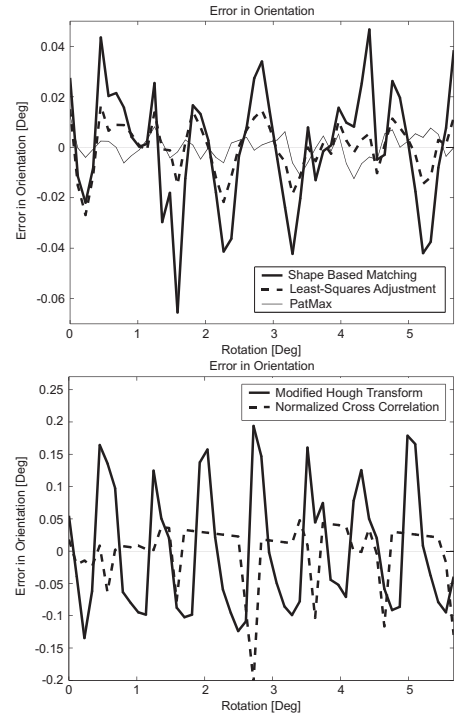 Error in Orientation
Error in Orientation [Deg]
0.04
0.02
0
-0.02
-0.04
-0.06
Shape Based Matching
Least-Squares Adjustment
PatMax
0 1 2 3 4 5
Rotation [Deg]
Error in Orientation
Error in Orientation [Deg]
0.25
0.2
0.15
0.1
0.05
0
-0.05
-0.1
-0.15
-0.2
Modified Hough Transform
Normalized Cross Correlation
0 1 2 3 4 5
Rotation [Deg]